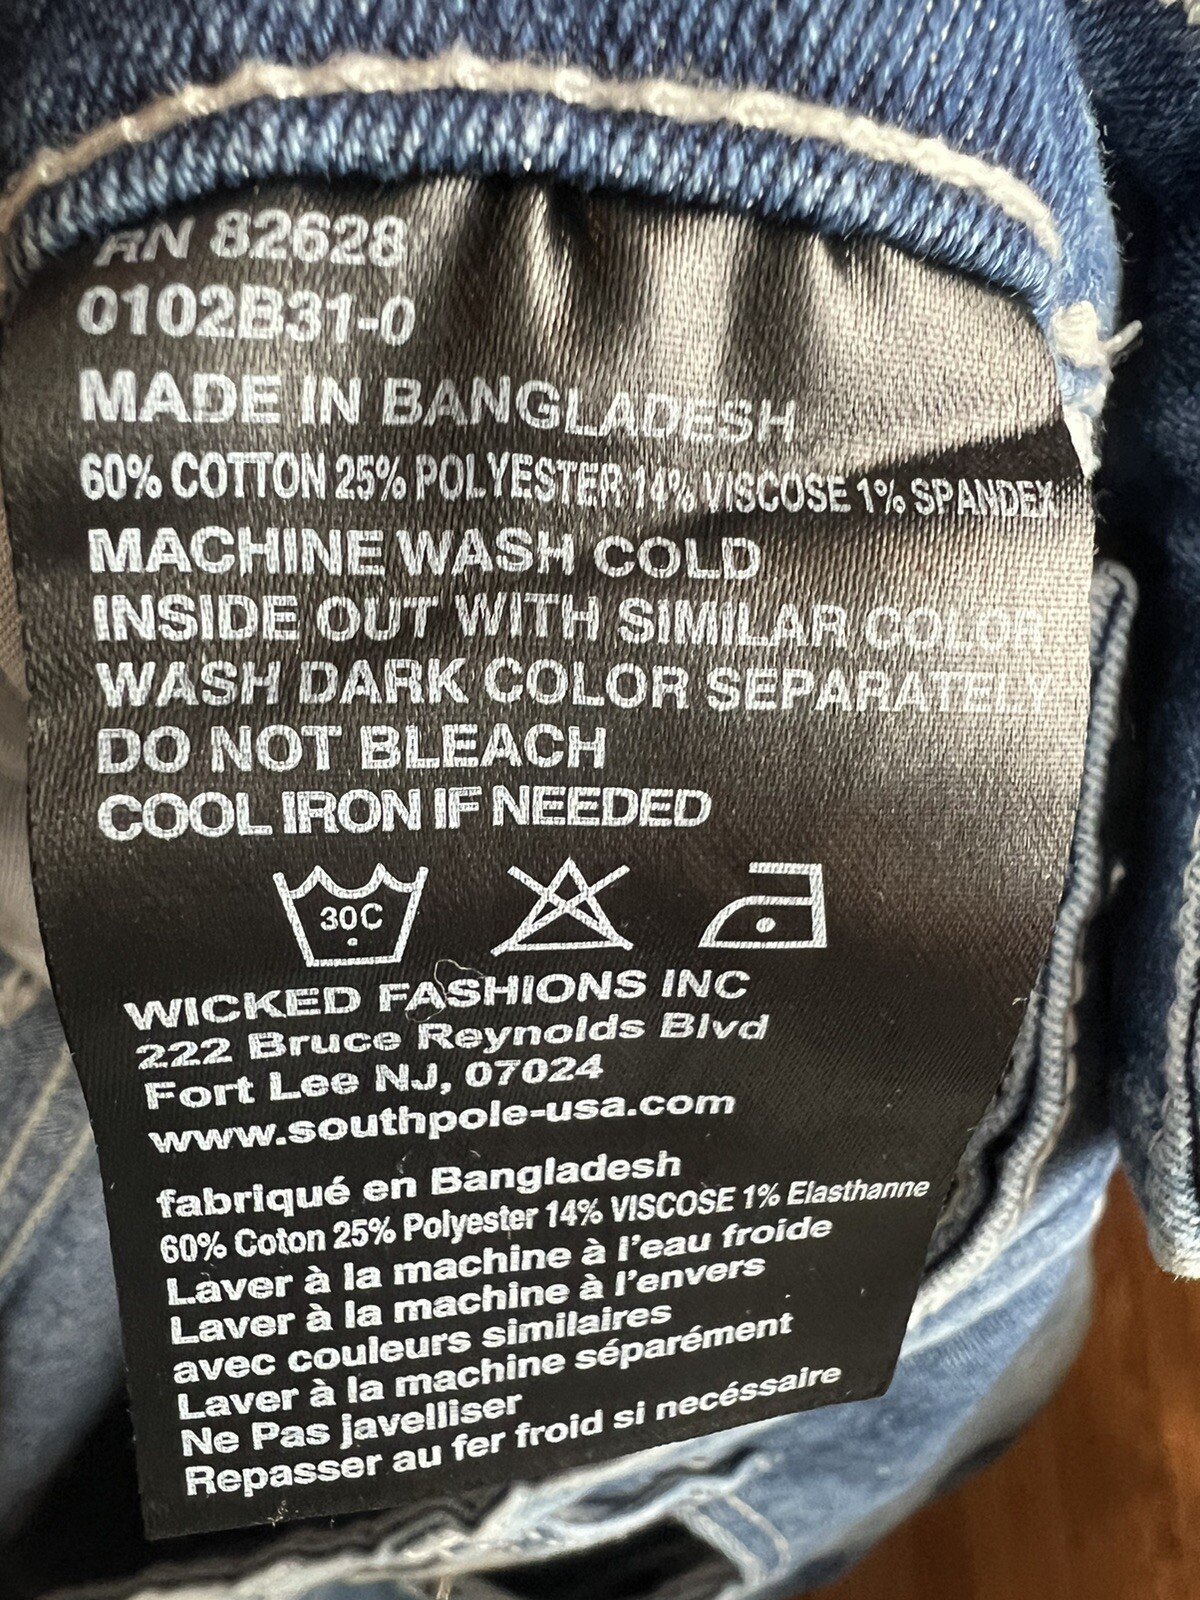 RN 82628
0102B31-0
MADE IN BANGLADESH
60% COTTON 25% POLYESTER 14% VISCOSE 1% SPANDEX
MACHINE WASH COLD
INSIDE OUT WITH SIMILAR COLOR
WASH DARK COLOR SEPARATELY
DO NOT BLEACH
COOL IRON IF NEEDED
30C
WICKED FASHIONS INC
222 Bruce Reynolds Blvd
Fort Lee NJ, 07024
www.southpole-usa.com
fabriqué en Bangladesh
60% Coton 25% Polyester 14% VISCOSE 1% Elasthanne
Laver à la machine à l'eau froide
Laver à la machine à l'envers
avec couleurs similaires
Laver à la machine séparément
Ne Pas javelliser
Repasser au fer froid si necéssaire